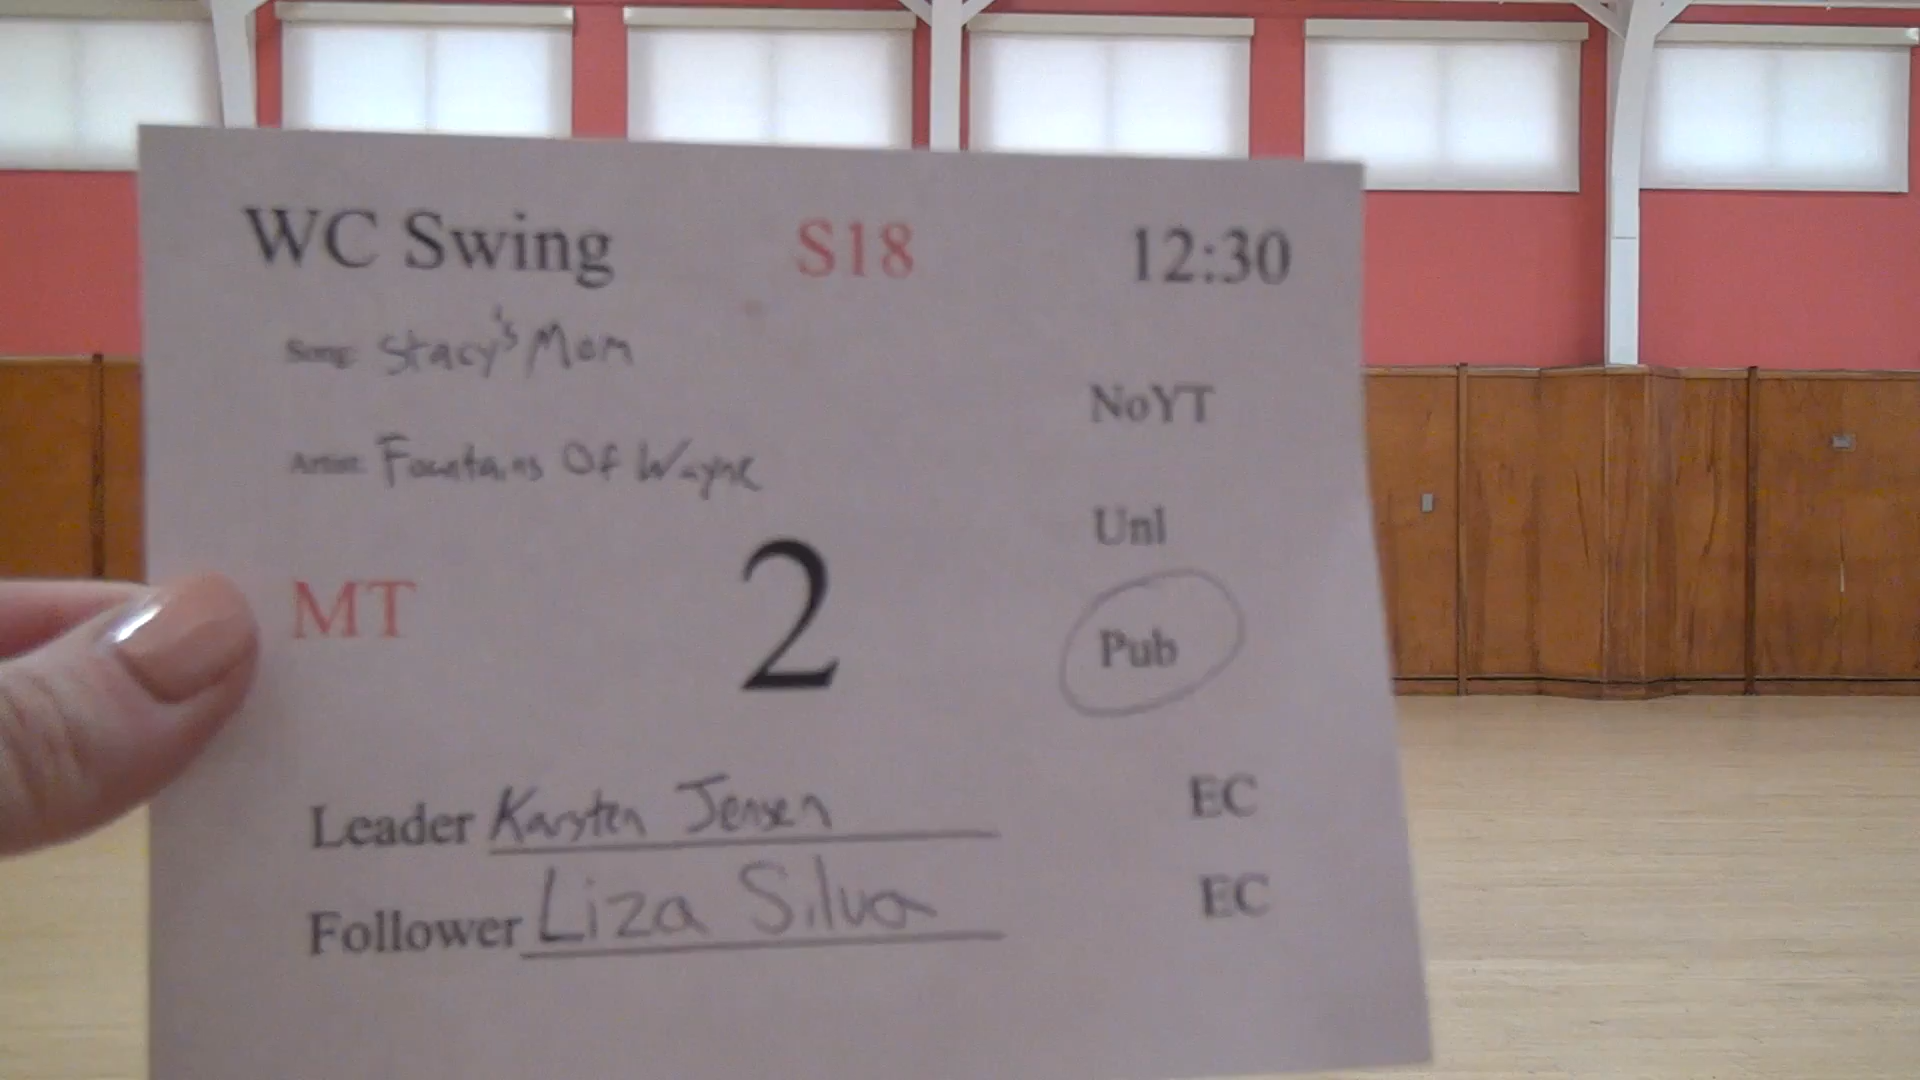 WC Swing S18 12:30
Song: Stacy's Mom
NoYT
Artist: Fountains Of Wayne
Unl
MT 2 Pub
Leader Karsten Jensen EC
Follower Liza Silva EC